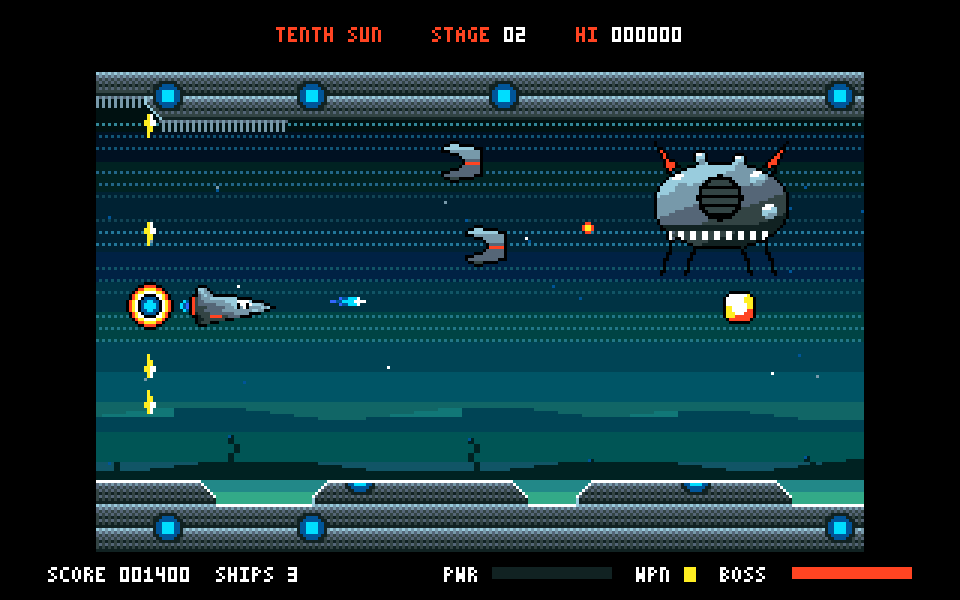 TENTH SUN STAGE 02 HI 000000
SCORE 001400 SHIPS 3 PWR WPN BOSS